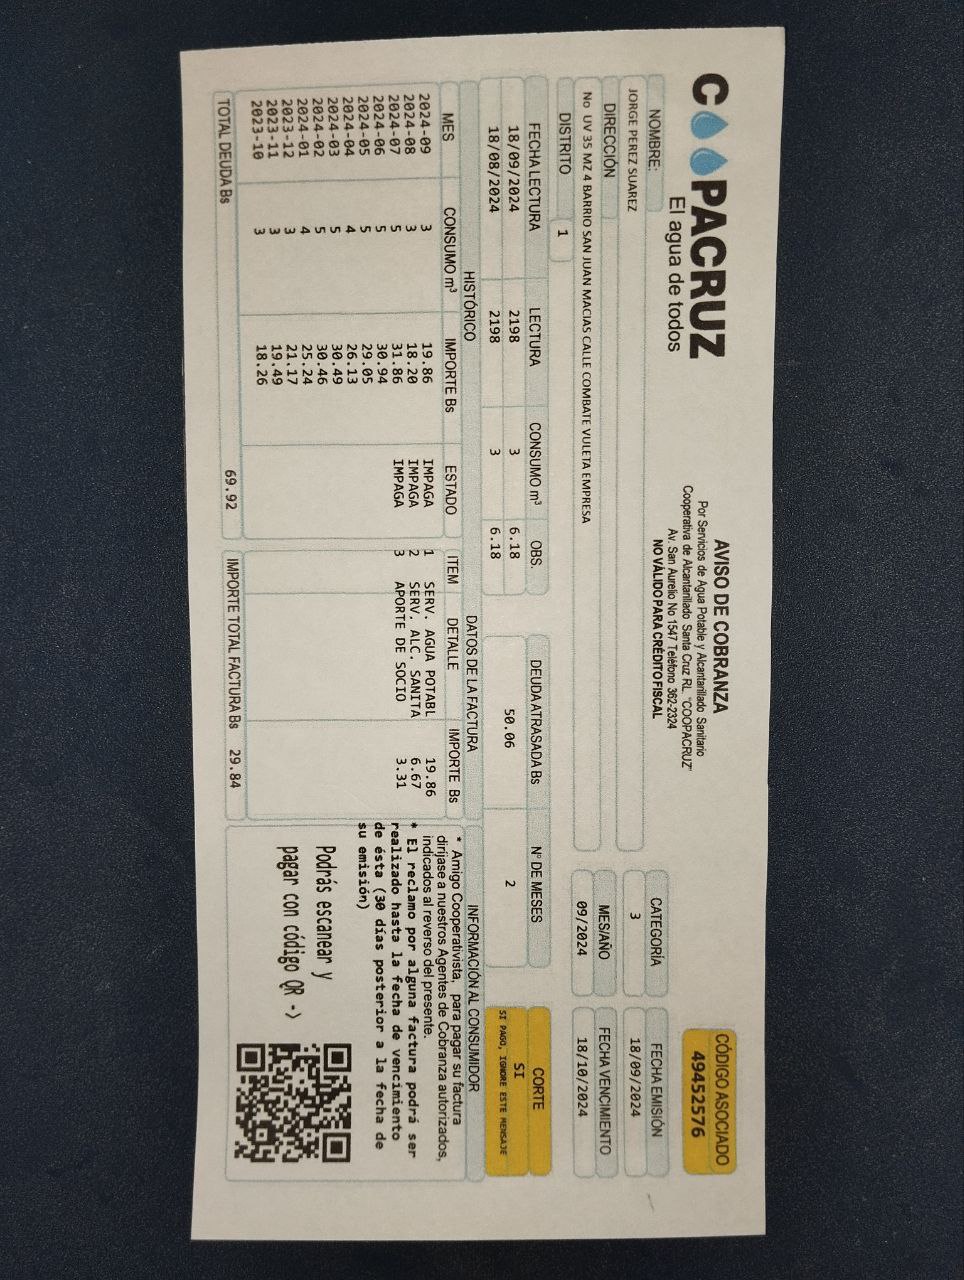 COOPACRUZ
El agua de todos
AVISO DE COBRANZA
Por Servicios de Agua Potable y Alcantarillado Sanitario
Cooperativa de Alcantarillado Santa Cruz RL. "COOPACRUZ"
Av. San Aurelio No 1547 Teléfono 362-2324
NO VÁLIDO PARA CRÉDITO FISCAL
CÓDIGO ASOCIADO
49452576
NOMBRE:
JORGE PEREZ SUAREZ
CATEGORÍA
3
FECHA EMISIÓN
18/09/2024
DIRECCIÓN
No UV 35 MZ 4 BARRIO SAN JUAN MACIAS CALLE COMBATE VULETA EMPRESA
MES/AÑO
09/2024
FECHA VENCIMIENTO
18/10/2024
DISTRITO 1
FECHA LECTURA LECTURA CONSUMO m³ OBS.
18/09/2024 2198 3 6.18
18/08/2024 2198 3 6.18
DEUDA ATRASADA Bs N° DE MESES
50.06 2
CORTE
SI
SI PAGO, IGNORE ESTE MENSAJE
HISTÓRICO
MES CONSUMO m³ IMPORTE Bs ESTADO
2024-09 3 19.86 IMPAGA
2024-08 3 18.20 IMPAGA
2024-07 5 31.86 IMPAGA
2024-06 5 30.94
2024-05 5 29.05
2024-04 4 26.13
2024-03 5 30.49
2024-02 5 30.46
2024-01 4 25.24
2023-12 3 21.17
2023-11 3 19.49
2023-10 3 18.26
TOTAL DEUDA Bs 69.92
DATOS DE LA FACTURA
ITEM DETALLE IMPORTE Bs
1 SERV. AGUA POTABL 19.86
2 SERV. ALC. SANITA 6.67
3 APORTE DE SOCIO 3.31
IMPORTE TOTAL FACTURA Bs 29.84
INFORMACIÓN AL CONSUMIDOR
* Amigo Cooperativista, para pagar su factura
diríjase a nuestros Agentes de Cobranza autorizados,
indicados al reverso del presente.
* El reclamo por alguna factura podrá ser
realizado hasta la fecha de vencimiento
de ésta (30 días posterior a la fecha de
su emisión)
Podrás escanear y
pagar con código QR -&gt;